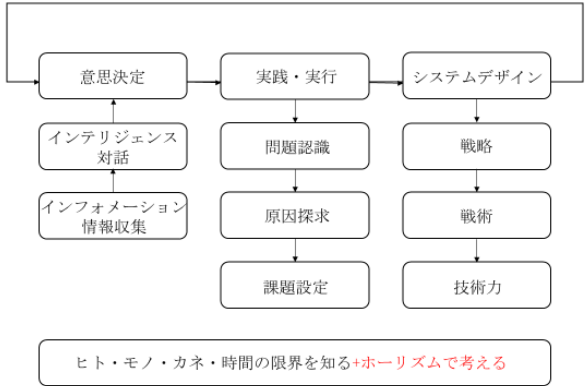 意思決定
実践・実行
システムデザイン
インテリジェンス
対話
問題認識
戦略
インフォメーション
情報収集
原因探求
戦術
課題設定
技術力
ヒト・モノ・カネ・時間の限界を知る+ホーリズムで考える